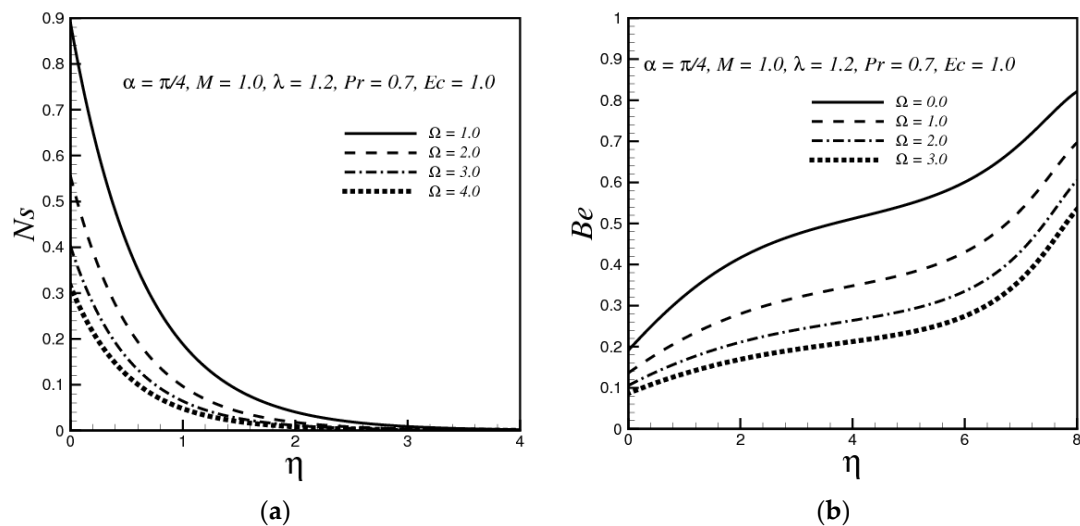 0.9
0.8
0.7
0.6
0.5
0.4
0.3
0.2
0.1
0
Ns
α = π/4, M = 1.0, λ = 1.2, Pr = 0.7, Ec = 1.0
Ω = 1.0
Ω = 2.0
Ω = 3.0
Ω = 4.0
0 1 2 3 4
η
(a)
1
0.9
0.8
0.7
0.6
0.5
0.4
0.3
0.2
0.1
0
Be
α = π/4, M = 1.0, λ = 1.2, Pr = 0.7, Ec = 1.0
Ω = 0.0
Ω = 1.0
Ω = 2.0
Ω = 3.0
0 2 4 6 8
η
(b)